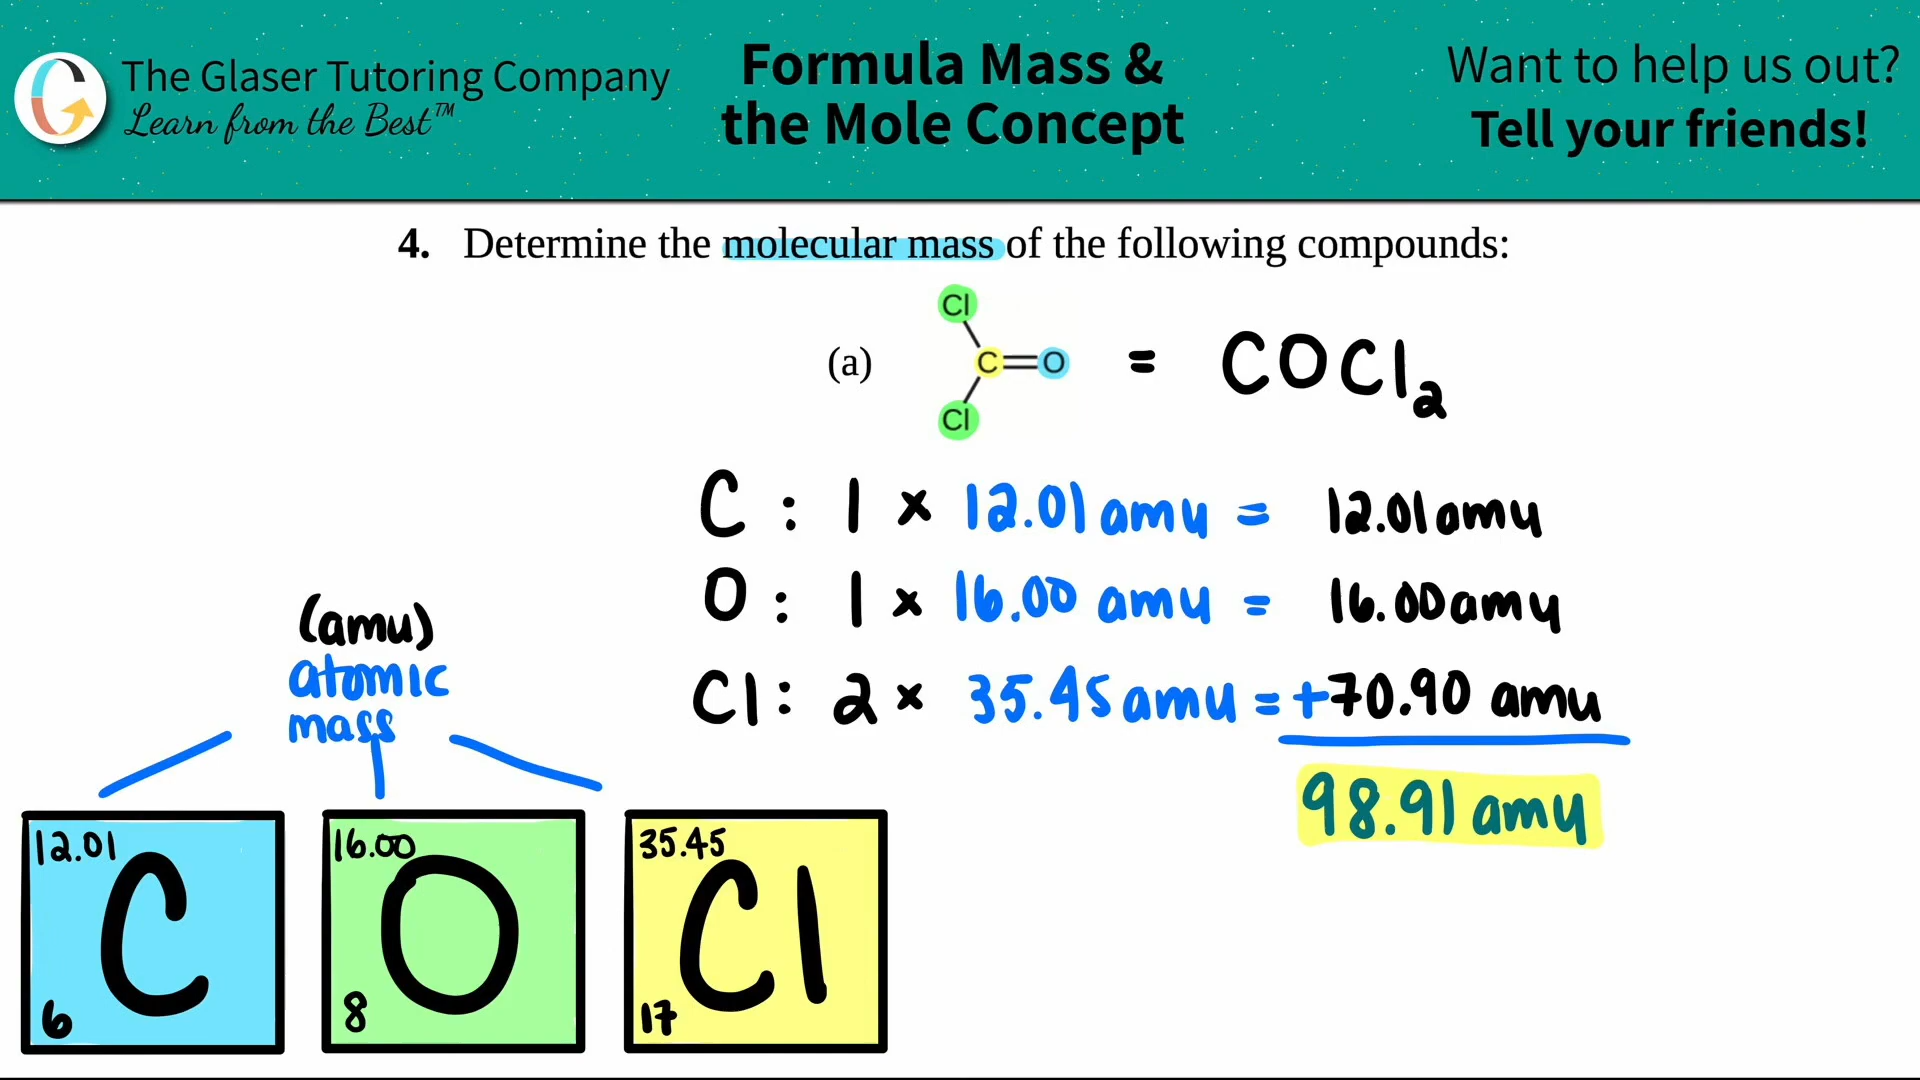 The Glaser Tutoring Company
Learn from the Best™
Formula Mass &
the Mole Concept
Want to help us out?
Tell your friends!
4. Determine the molecular mass of the following compounds:
Cl
(a) C O = COCl₂
Cl
C : 1 × 12.01 amu = 12.01 amu
O : 1 × 16.00 amu = 16.00 amu
Cl : 2 × 35.45 amu = +70.90 amu
98.91 amu
(amu)
atomic
mass
12.01
C
6
16.00
O
8
35.45
Cl
17